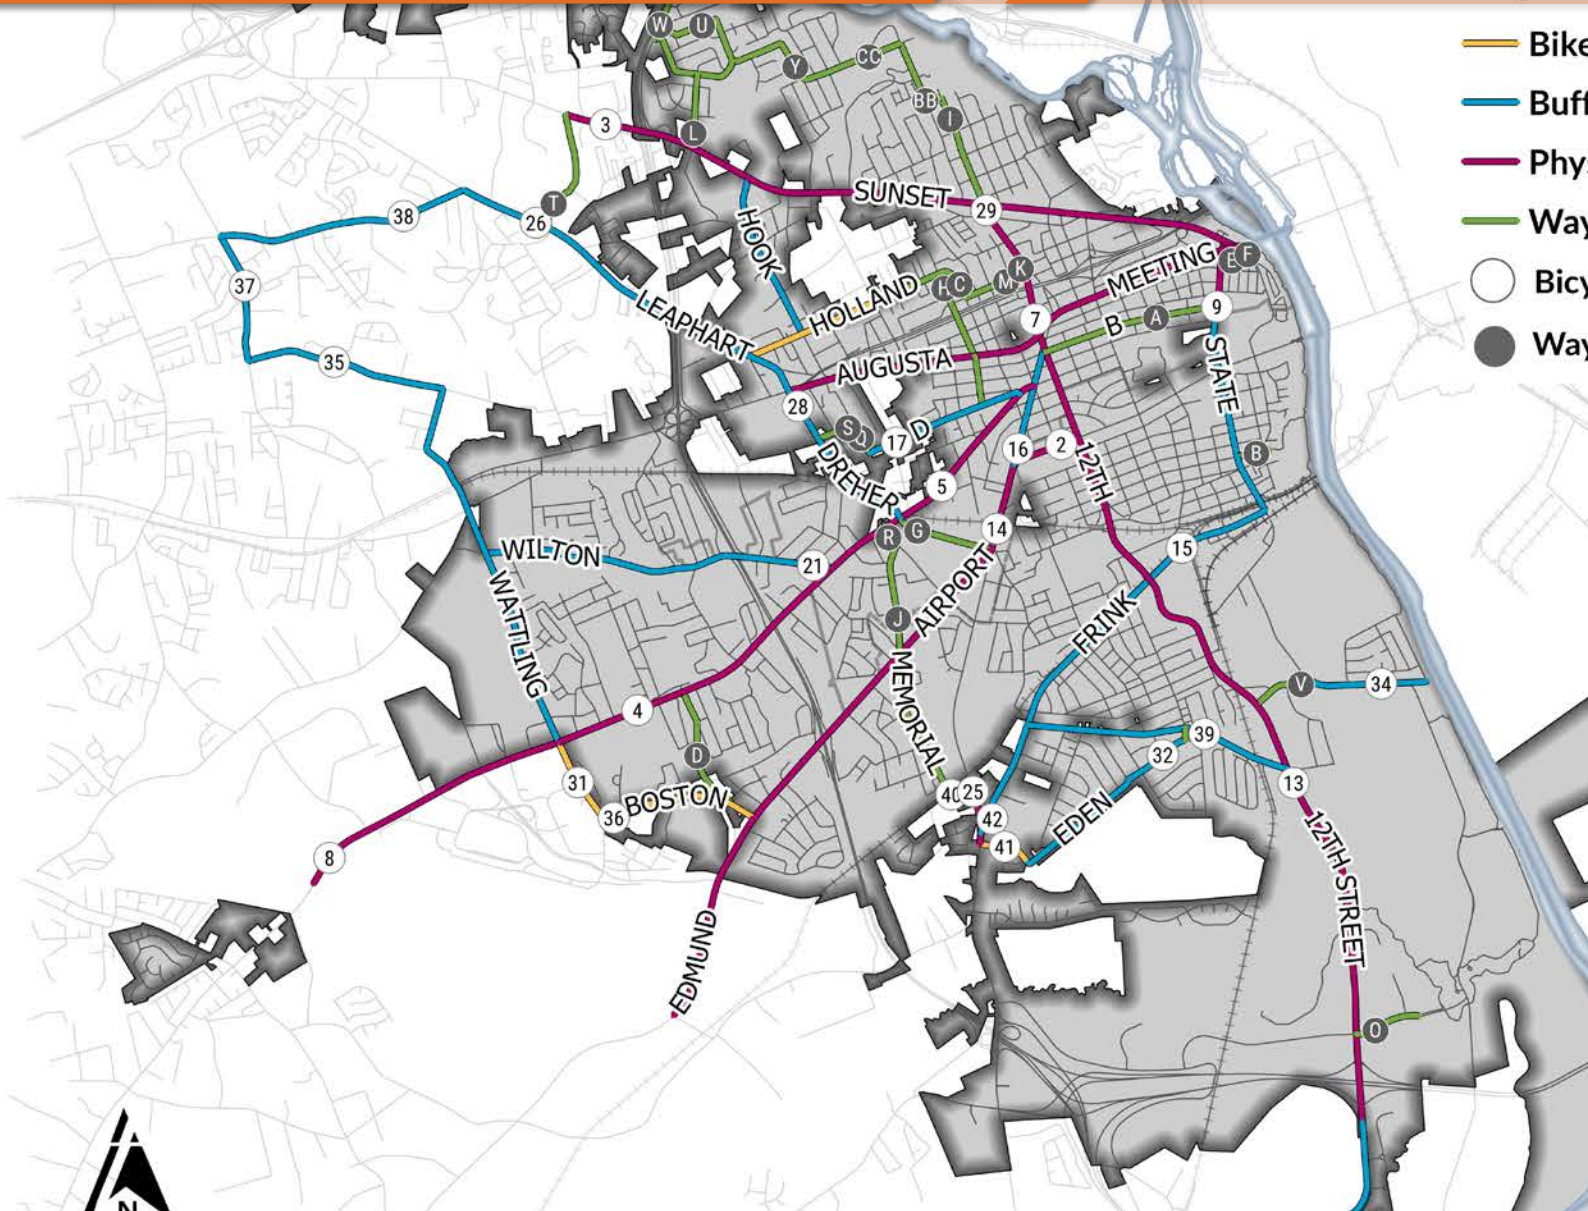 Bike
Buff
Phys
Way
Bicy
Way
W
U
Y
CC
BB
I
L
3
T
26
38
37
35
SUNSET
29
HOOK
LEAPHART
HOLLAND
H
C
M
K
MEETING
E
F
7
B
A
9
AUGUSTA
STATE
28
S
17
D
DREHER
16
2
12TH
B
5
R
G
14
15
WILTON
21
WATTLING
J
AIRPORT
FRINK
MEMORIAL
V
34
4
D
39
32
31
36
BOSTON
40
25
42
41
EDEN
13
12TH STREET
8
EDMUND
O
N